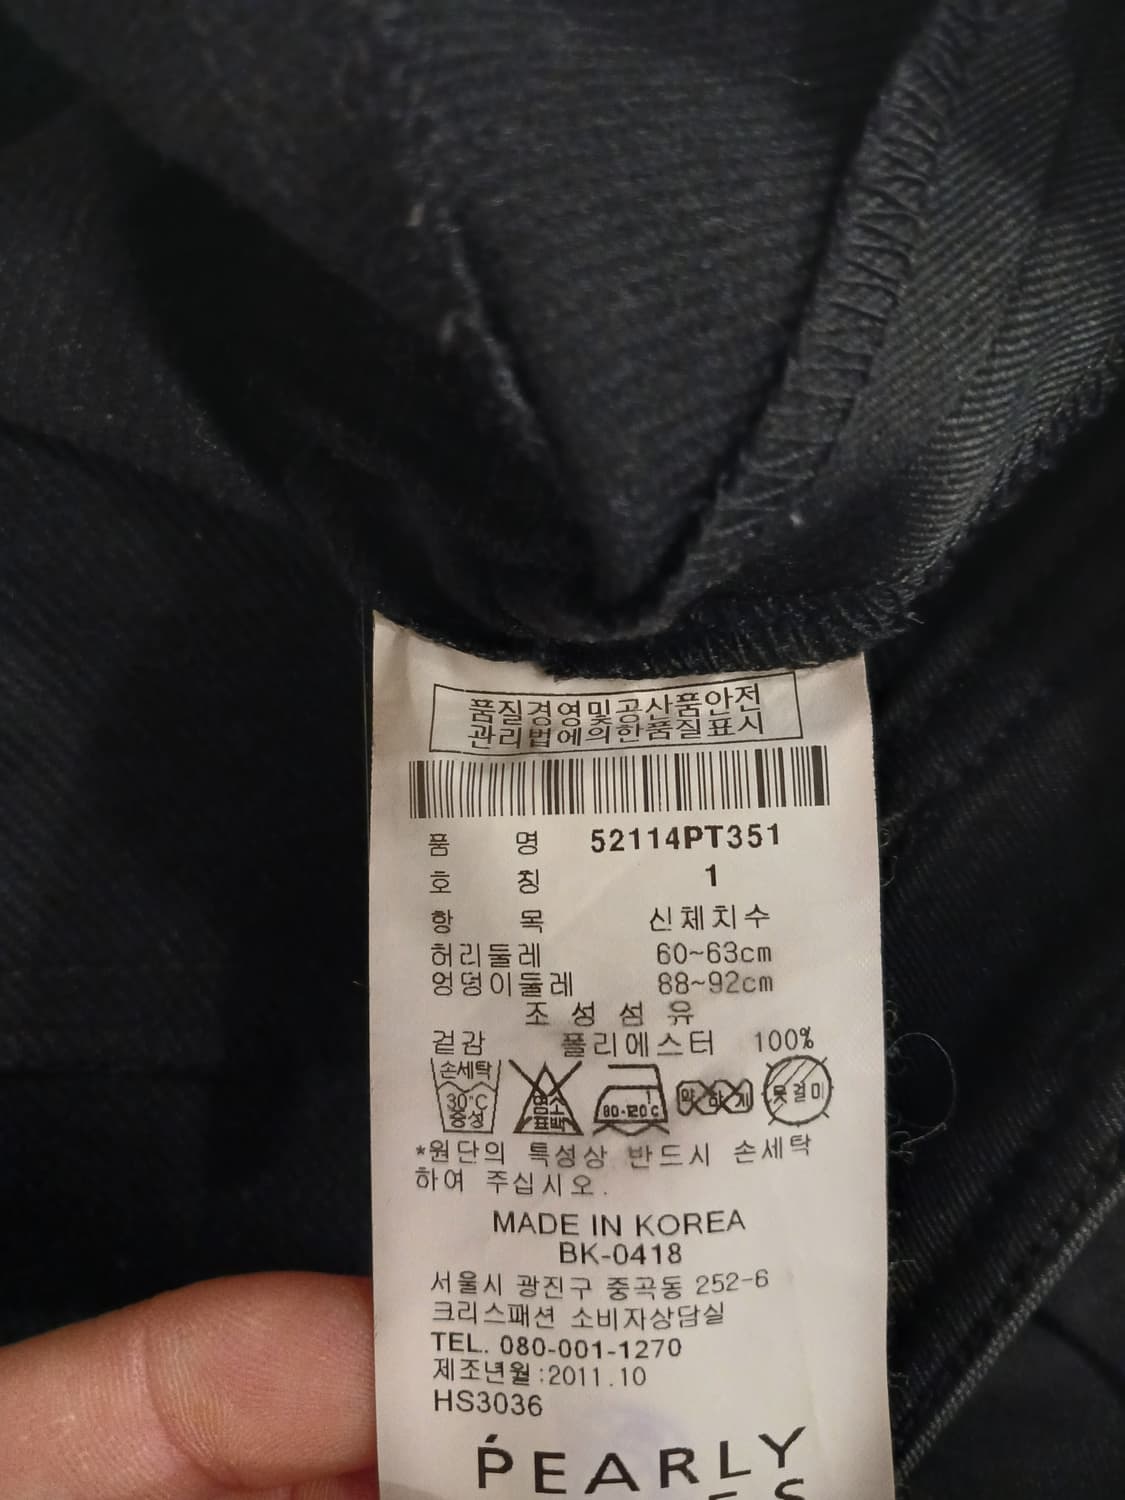 품질경영및공산품안전
관리법에의한품질표시
품 명 52114PT351
호 칭 1
항 목 신체치수
허리둘레 60~63cm
엉덩이둘레 88~92cm
조성섬유
겉감 폴리에스터 100%
손세탁
30°C
중성
염소
표백
80-120°C
약하게
옷걸이
*원단의 특성상 반드시 손세탁
하여 주십시오.
MADE IN KOREA
BK-0418
서울시 광진구 중곡동 252-6
크리스패션 소비자상담실
TEL. 080-001-1270
제조년월:2011.10
HS3036
PEARLY